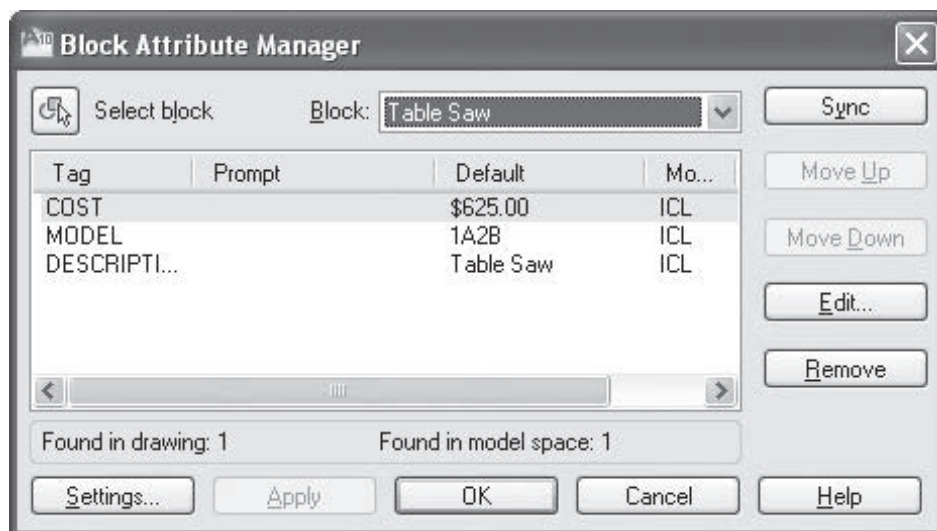 Block Attribute Manager
Select block Block: Table Saw Sync
Tag Prompt Default Mo... Move Up
COST $625.00 ICL
MODEL 1A2B ICL Move Down
DESCRIPTI... Table Saw ICL
Edit...
Remove
Found in drawing: 1 Found in model space: 1
Settings... Apply OK Cancel Help